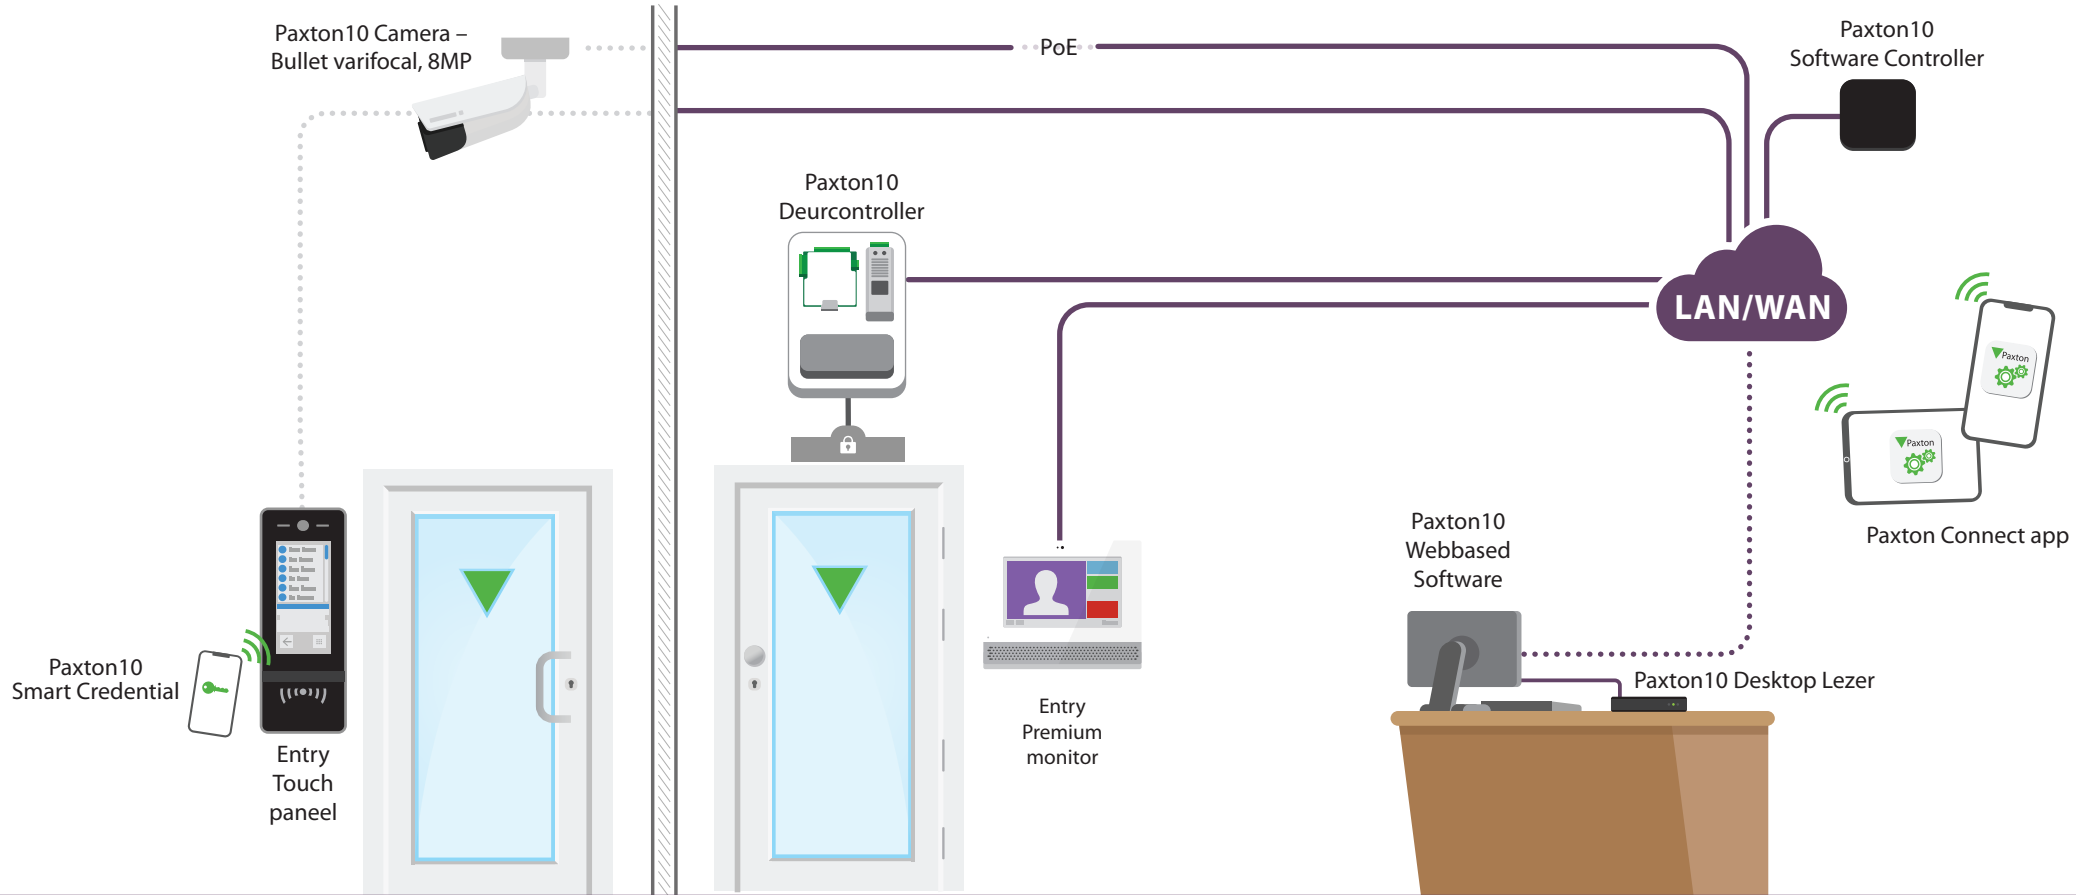 Paxton10 Camera –
Bullet varifocal, 8MP
PoE
Paxton10
Software Controller
Paxton10
Deurcontroller
LAN/WAN
Paxton
Paxton
Paxton Connect app
Paxton10
Webbased
Software
Paxton10 Desktop Lezer
Paxton10
Smart Credential
Entry
Touch
paneel
Entry
Premium
monitor